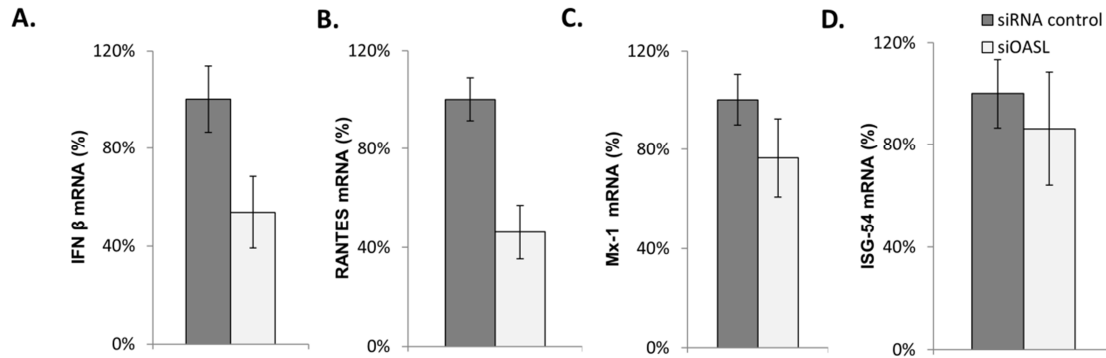 A.
B.
C.
D.
siRNA control
siOASL
IFN β mRNA (%)
120%
80%
40%
0%
RANTES mRNA (%)
120%
80%
40%
0%
Mx-1 mRNA (%)
120%
80%
40%
0%
ISG-54 mRNA (%)
120%
80%
40%
0%